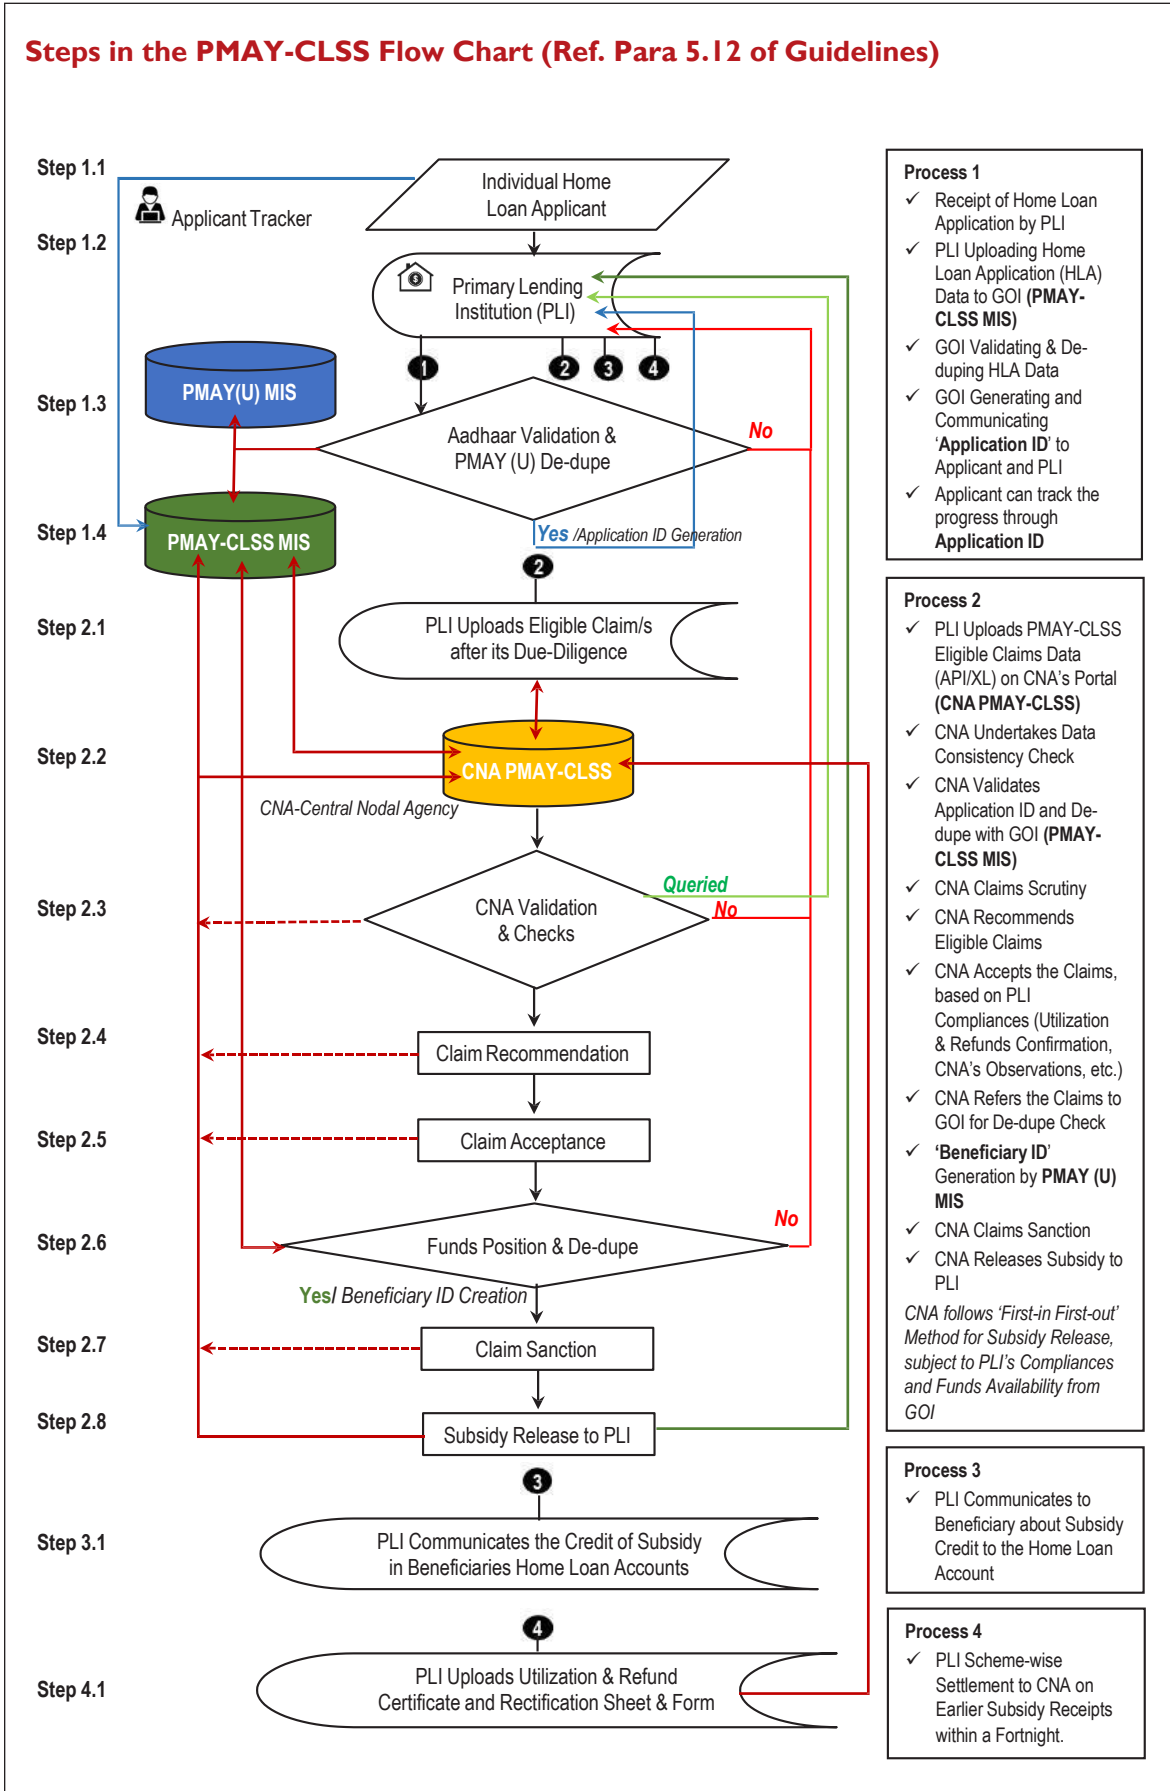 Steps in the PMAY-CLSS Flow Chart (Ref. Para 5.12 of Guidelines)
Step 1.1
Individual Home
Loan Applicant
Applicant Tracker
Step 1.2
Primary Lending
Institution (PLI)
1
2
3
4
PMAY(U) MIS
Step 1.3
Aadhaar Validation &
PMAY (U) De-dupe
No
Step 1.4
PMAY-CLSS MIS
Yes /Application ID Generation
2
Step 2.1
PLI Uploads Eligible Claim/s
after its Due-Diligence
Step 2.2
CNA PMAY-CLSS
CNA-Central Nodal Agency
Step 2.3
CNA Validation
& Checks
Queried
No
Step 2.4
Claim Recommendation
Step 2.5
Claim Acceptance
Step 2.6
Funds Position & De-dupe
No
Yes/ Beneficiary ID Creation
Step 2.7
Claim Sanction
Step 2.8
Subsidy Release to PLI
3
Step 3.1
PLI Communicates the Credit of Subsidy
in Beneficiaries Home Loan Accounts
4
Step 4.1
PLI Uploads Utilization & Refund
Certificate and Rectification Sheet & Form
Process 1
✓ Receipt of Home Loan
Application by PLI
✓ PLI Uploading Home
Loan Application (HLA)
Data to GOI (PMAY-
CLSS MIS)
✓ GOI Validating & De-
duping HLA Data
✓ GOI Generating and
Communicating
‘Application ID’ to
Applicant and PLI
✓ Applicant can track the
progress through
Application ID
Process 2
✓ PLI Uploads PMAY-CLSS
Eligible Claims Data
(API/XL) on CNA’s Portal
(CNA PMAY-CLSS)
✓ CNA Undertakes Data
Consistency Check
✓ CNA Validates
Application ID and De-
dupe with GOI (PMAY-
CLSS MIS)
✓ CNA Claims Scrutiny
✓ CNA Recommends
Eligible Claims
✓ CNA Accepts the Claims,
based on PLI
Compliances (Utilization
& Refunds Confirmation,
CNA’s Observations, etc.)
✓ CNA Refers the Claims to
GOI for De-dupe Check
✓ ‘Beneficiary ID’
Generation by PMAY (U)
MIS
✓ CNA Claims Sanction
✓ CNA Releases Subsidy to
PLI
CNA follows ‘First-in First-out’
Method for Subsidy Release,
subject to PLI’s Compliances
and Funds Availability from
GOI
Process 3
✓ PLI Communicates to
Beneficiary about Subsidy
Credit to the Home Loan
Account
Process 4
✓ PLI Scheme-wise
Settlement to CNA on
Earlier Subsidy Receipts
within a Fortnight.